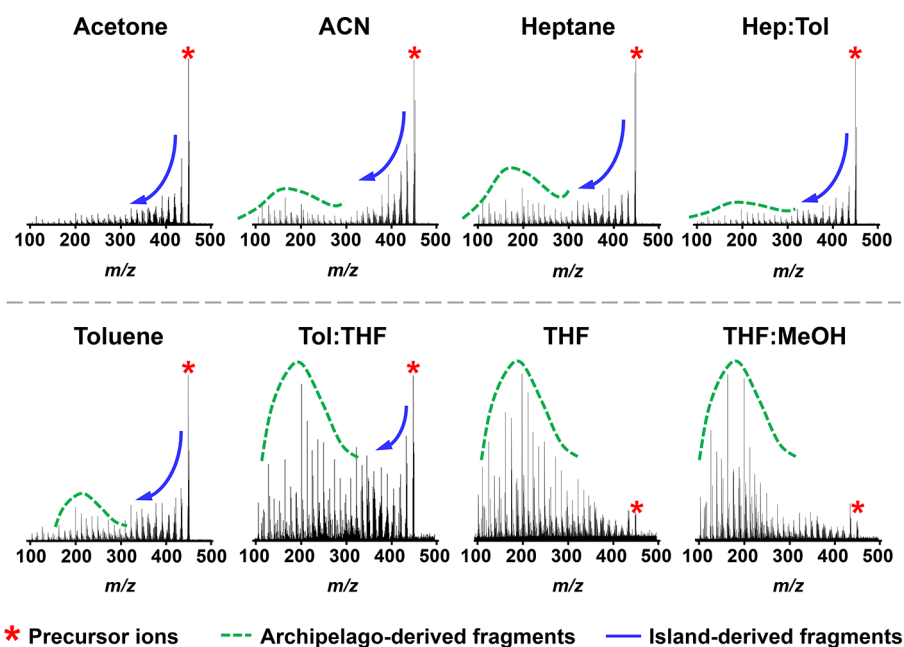 Acetone ACN Heptane Hep:Tol
* * * *
100 200 300 400 500 100 200 300 400 500 100 200 300 400 500 100 200 300 400 500
m/z m/z m/z m/z
Toluene Tol:THF THF THF:MeOH
* * * *
100 200 300 400 500 100 200 300 400 500 100 200 300 400 500 100 200 300 400 500
m/z m/z m/z m/z
* Precursor ions Archipelago-derived fragments Island-derived fragments